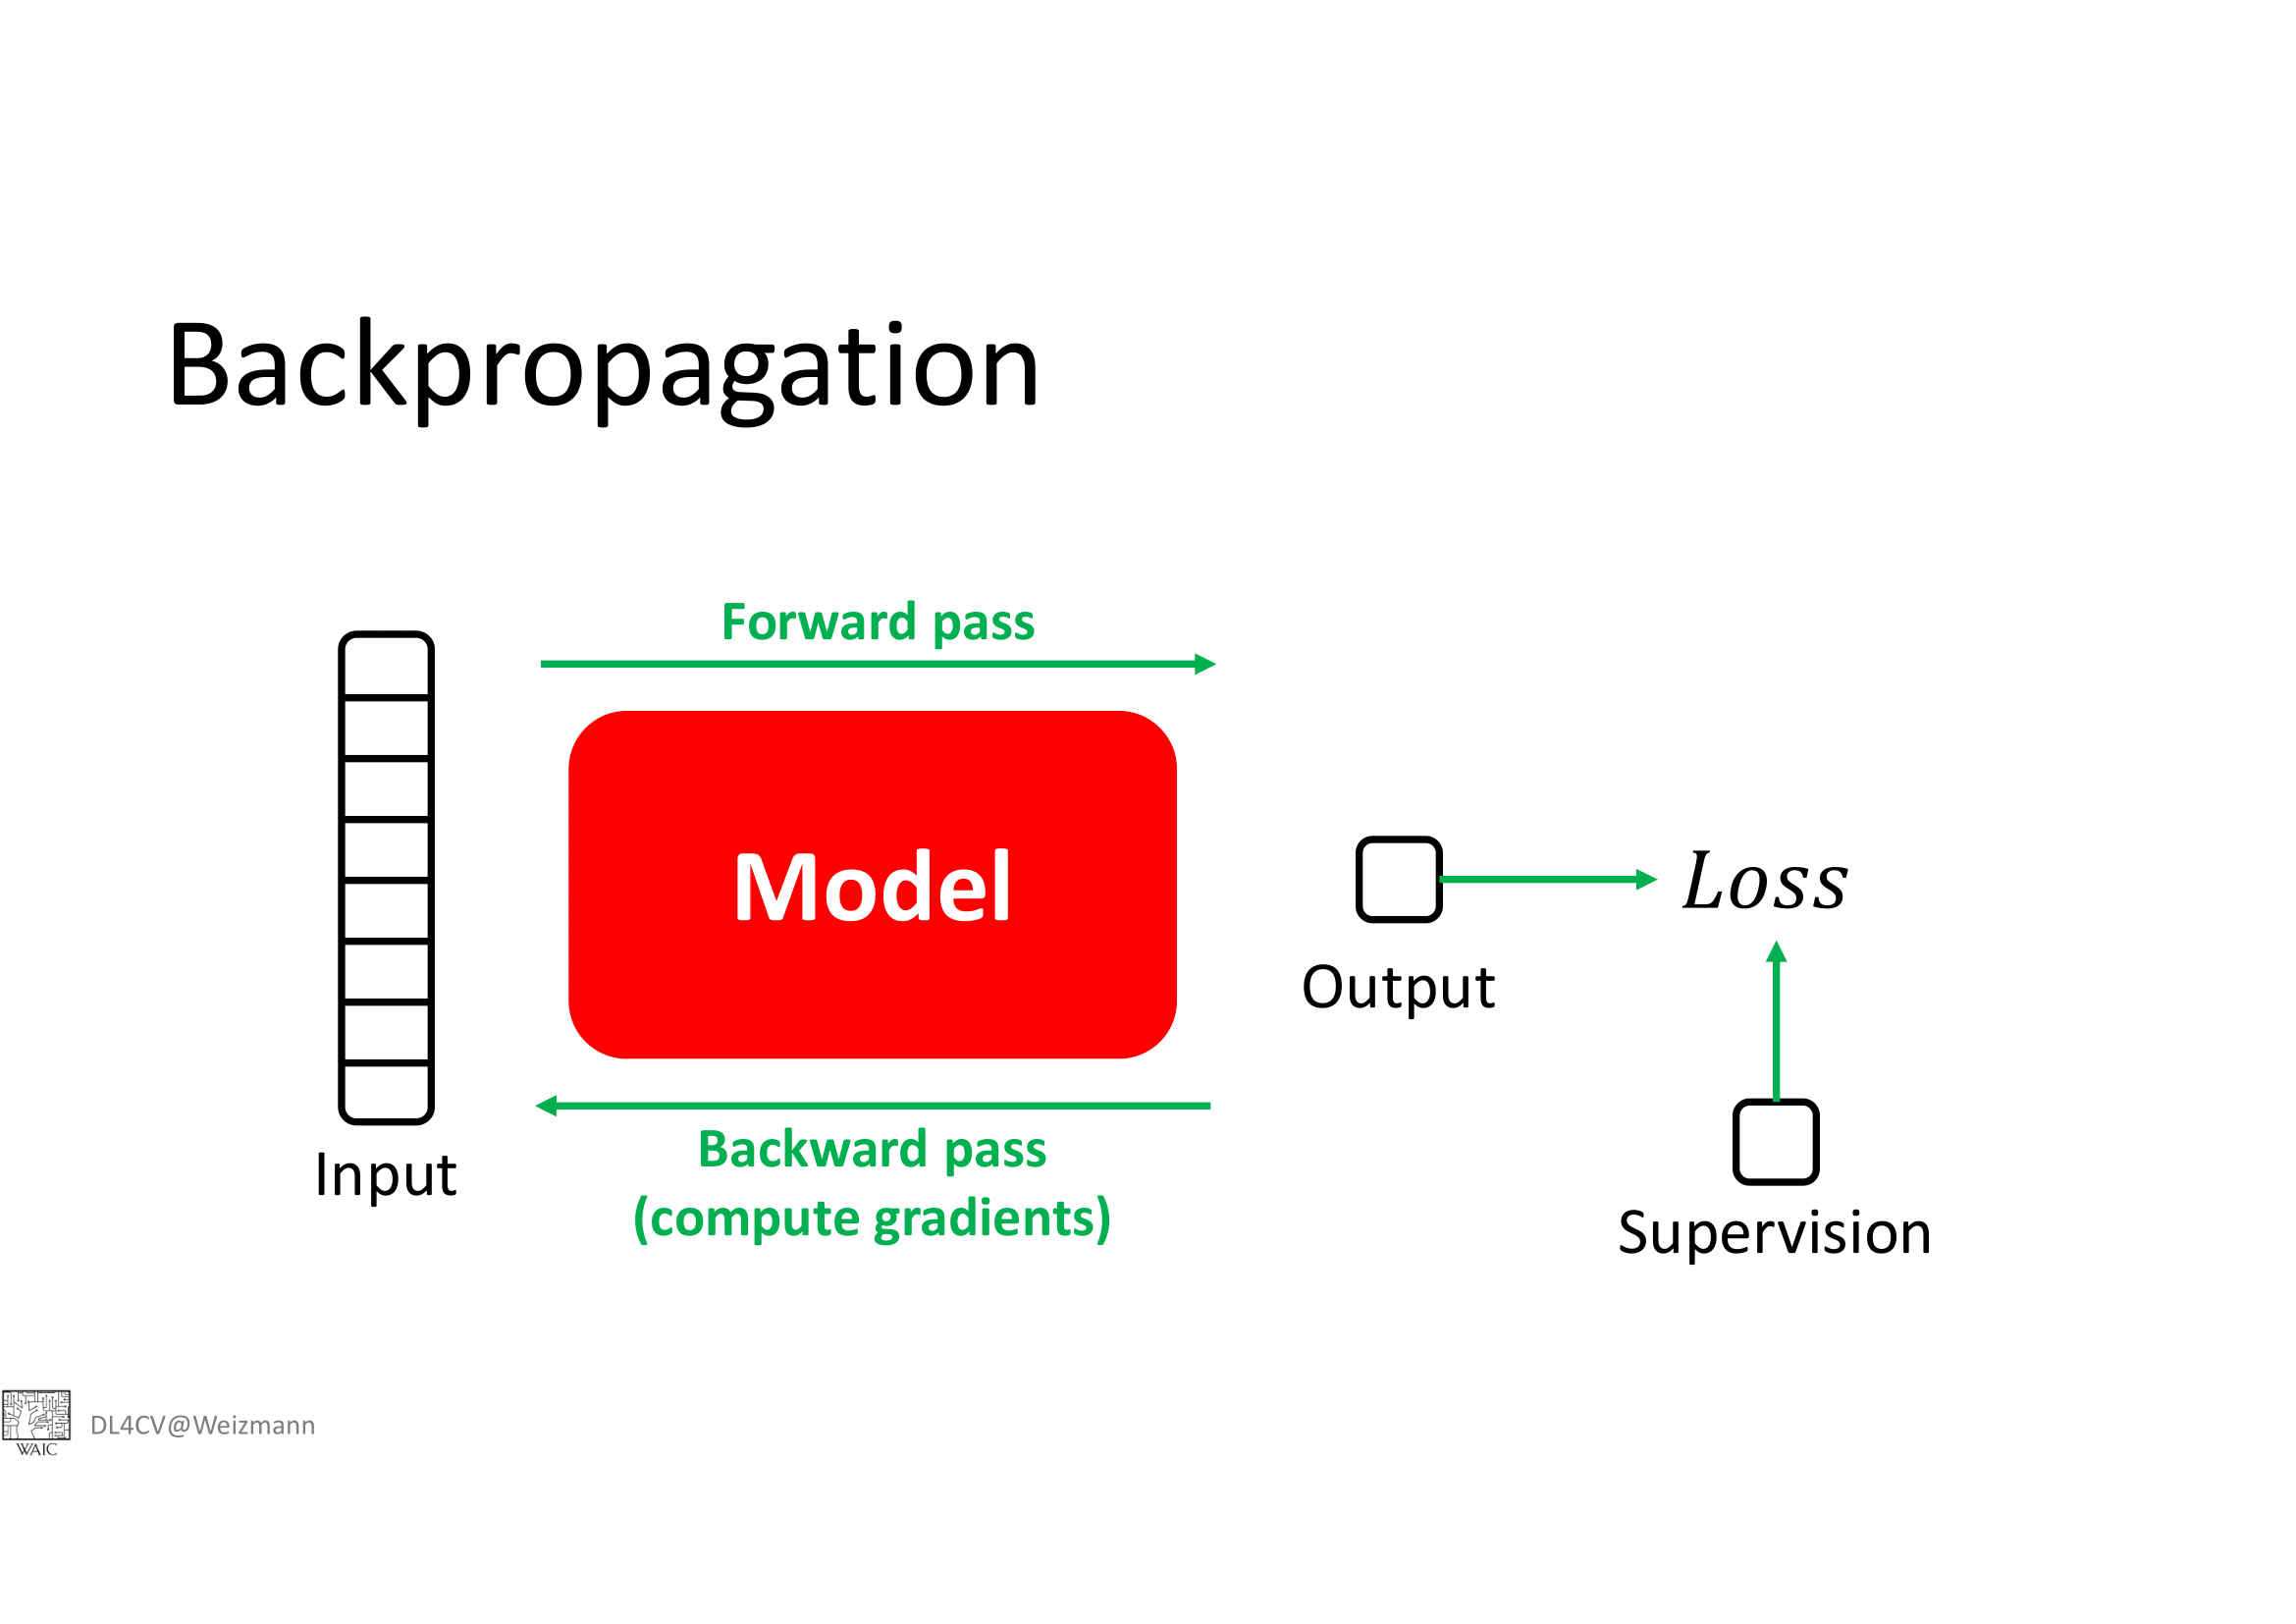 Backpropagation
Forward pass
Model
Loss
Output
Backward pass
(compute gradients)
Input
Supervision
WAIC
DL4CV@Weizmann